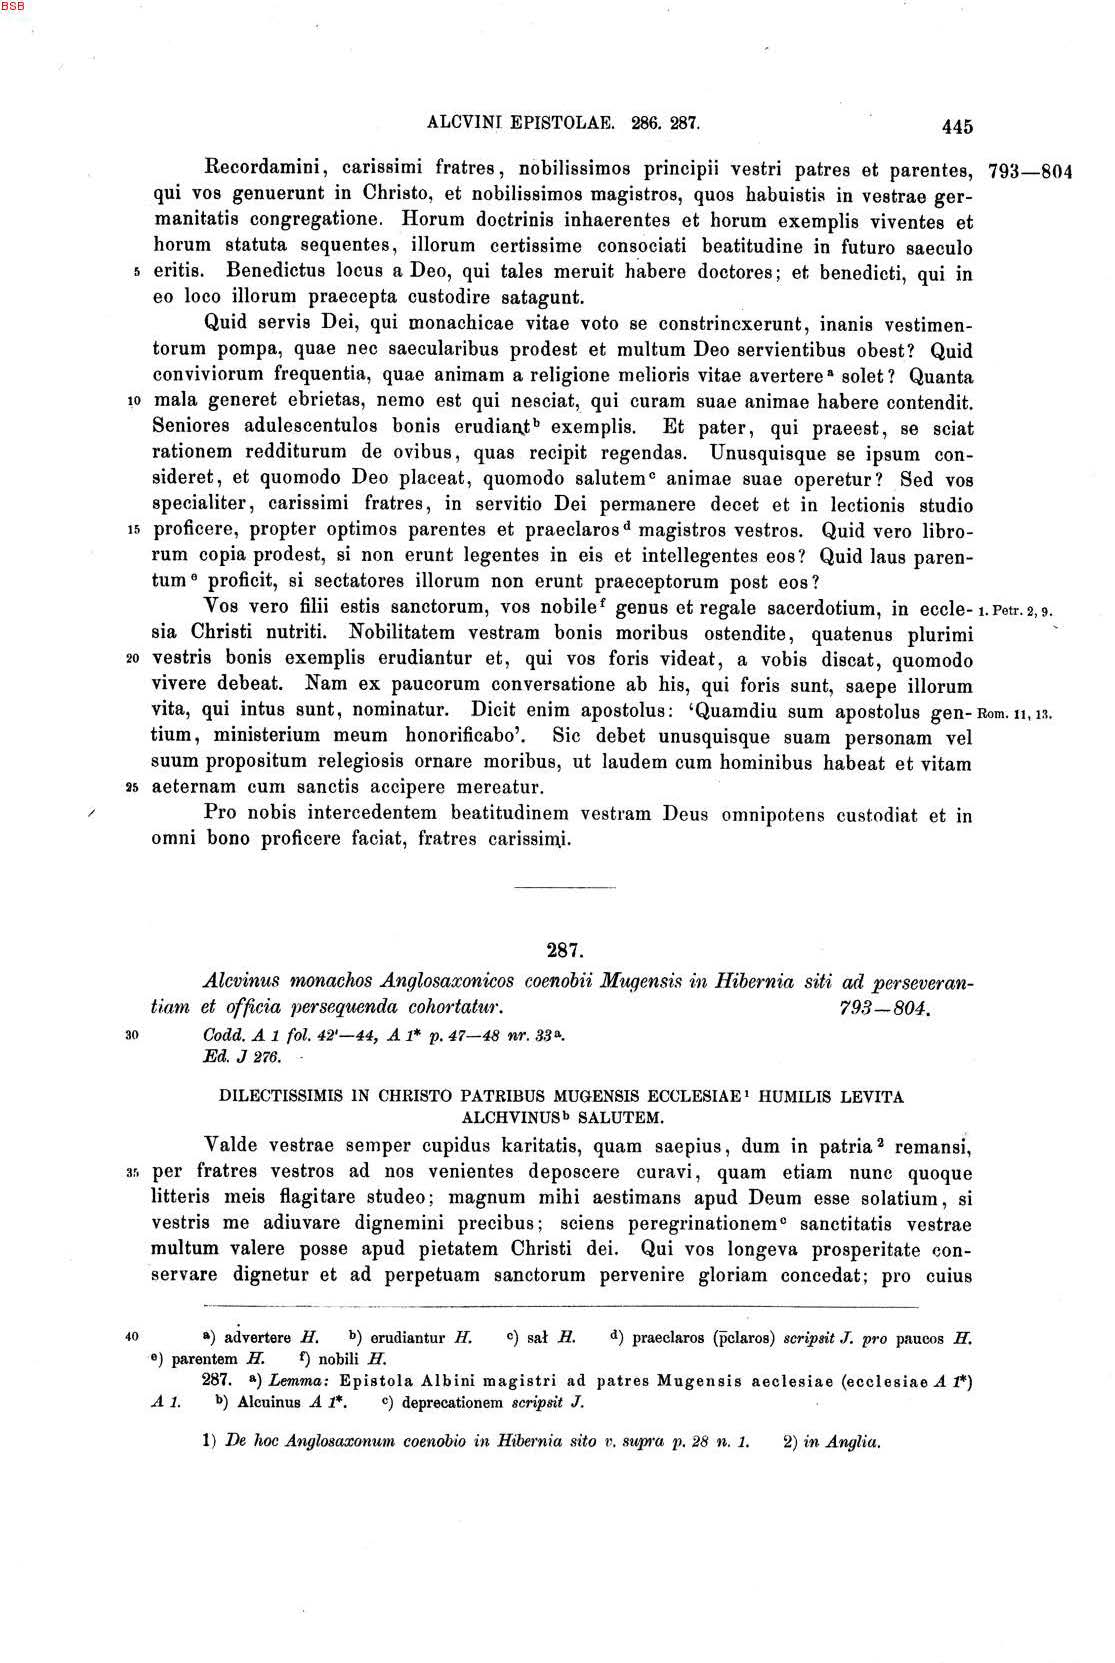 BSB
ALCVINI EPISTOLAE. 286. 287. 445
Recordamini, carissimi fratres, nobilissimos principii vestri patres et parentes, 793—804
qui vos genuerunt in Christo, et nobilissimos magistros, quos habuistis in vestrae ger-
manitatis congregatione. Horum doctrinis inhaerentes et horum exemplis viventes et
horum statuta sequentes, illorum certissime consociati beatitudine in futuro saeculo
5 eritis. Benedictus locus a Deo, qui tales meruit habere doctores; et benedicti, qui in
eo loco illorum praecepta custodire satagunt.
Quid servis Dei, qui monachicae vitae voto se constrincxerunt, inanis vestimen-
torum pompa, quae nec saecularibus prodest et multum Deo servientibus obest? Quid
conviviorum frequentia, quae animam a religione melioris vitae avertere ᵃ solet? Quanta
10 mala generet ebrietas, nemo est qui nesciat, qui curam suae animae habere contendit.
Seniores adulescentulos bonis erudiant ᵇ exemplis. Et pater, qui praeest, se sciat
rationem redditurum de ovibus, quas recipit regendas. Unusquisque se ipsum con-
sideret, et quomodo Deo placeat, quomodo salutem ᶜ animae suae operetur? Sed vos
specialiter, carissimi fratres, in servitio Dei permanere decet et in lectionis studio
15 proficere, propter optimos parentes et praeclaros ᵈ magistros vestros. Quid vero libro-
rum copia prodest, si non erunt legentes in eis et intellegentes eos? Quid laus paren-
tum ᵉ proficit, si sectatores illorum non erunt praeceptorum post eos?
Vos vero filii estis sanctorum, vos nobile ᶠ genus et regale sacerdotium, in eccle- 1. Petr. 2, 9.
sia Christi nutriti. Nobilitatem vestram bonis moribus ostendite, quatenus plurimi
20 vestris bonis exemplis erudiantur et, qui vos foris videat, a vobis discat, quomodo
vivere debeat. Nam ex paucorum conversatione ab his, qui foris sunt, saepe illorum
vita, qui intus sunt, nominatur. Dicit enim apostolus: ‘Quamdiu sum apostolus gen- Rom. 11, 13.
tium, ministerium meum honorificabo’. Sic debet unusquisque suam personam vel
suum propositum relegiosis ornare moribus, ut laudem cum hominibus habeat et vitam
25 aeternam cum sanctis accipere mereatur.
Pro nobis intercedentem beatitudinem vestram Deus omnipotens custodiat et in
omni bono proficere faciat, fratres carissimi.
287.
Alcvinus monachos Anglosaxonicos coenobii Mugensis in Hibernia siti ad perseveran-
tiam et officia persequenda cohortatur. 793—804.
30 Codd. A 1 fol. 42'—44, A 1* p. 47—48 nr. 33ᵃ.
Ed. J 276.
DILECTISSIMIS IN CHRISTO PATRIBUS MUGENSIS ECCLESIAE ¹ HUMILIS LEVITA
ALCHVINUS ᵇ SALUTEM.
Valde vestrae semper cupidus karitatis, quam saepius, dum in patria ² remansi,
35 per fratres vestros ad nos venientes deposcere curavi, quam etiam nunc quoque
litteris meis flagitare studeo; magnum mihi aestimans apud Deum esse solatium, si
vestris me adiuvare dignemini precibus; sciens peregrinationem ᶜ sanctitatis vestrae
multum valere posse apud pietatem Christi dei. Qui vos longeva prosperitate con-
servare dignetur et ad perpetuam sanctorum pervenire gloriam concedat; pro cuius
40 ᵃ) advertere H. ᵇ) erudiantur H. ᶜ) sał H. ᵈ) praeclaros (p̄claros) scripsit J. pro paucos H.
ᵉ) parentem H. ᶠ) nobili H.
287. ᵃ) Lemma: Epistola Albini magistri ad patres Mugensis aeclesiae (ecclesiae A 1*)
A 1. ᵇ) Alcuinus A 1*. ᶜ) deprecationem scripsit J.
1) De hoc Anglosaxonum coenobio in Hibernia sito v. supra p. 28 n. 1. 2) in Anglia.